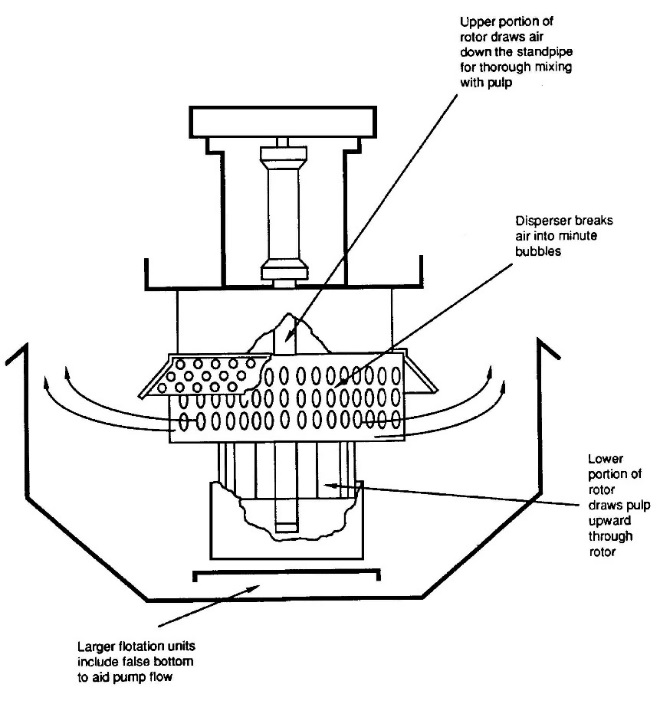 Upper portion of
rotor draws air
down the standpipe
for thorough mixing
with pulp
Disperser breaks
air into minute
bubbles
Lower
portion of
rotor
draws pulp
upward
through
rotor
Larger flotation units
include false bottom
to aid pump flow